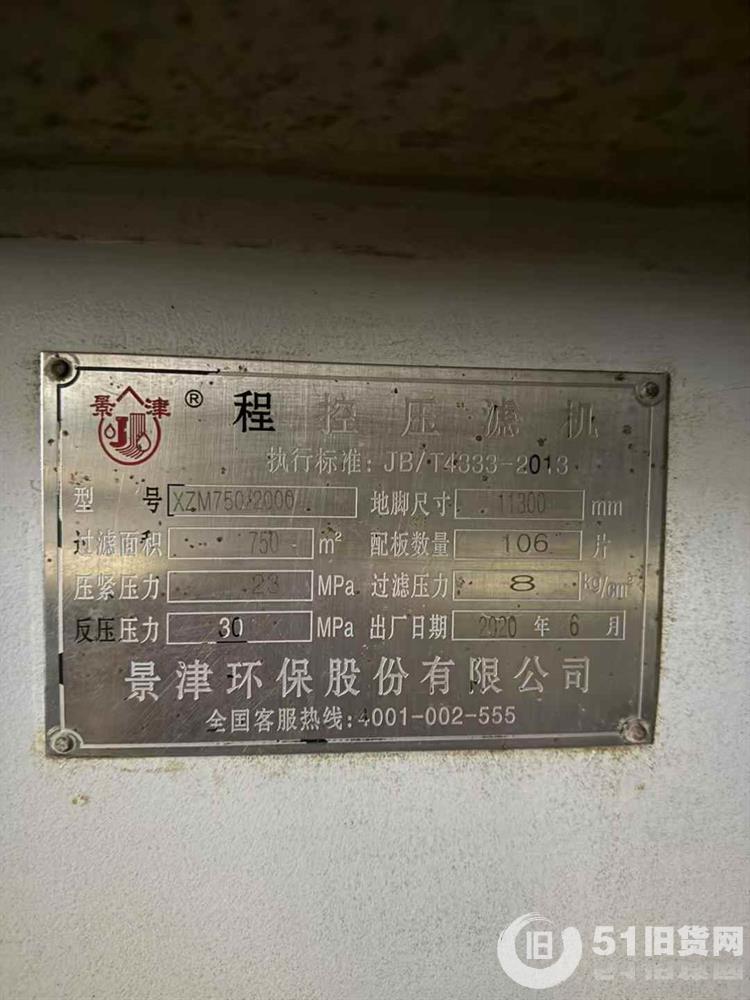 景津® 程控压滤机
执行标准: JB/T4333-2013
型 号 XZM750/2000 地脚尺寸 11300 mm
过滤面积 750 m² 配板数量 106 片
压紧压力 23 MPa 过滤压力 8 kg/cm²
反压压力 30 MPa 出厂日期 2020 年 6 月
景津环保股份有限公司
全国客服热线:4001-002-555
旧 51旧货网